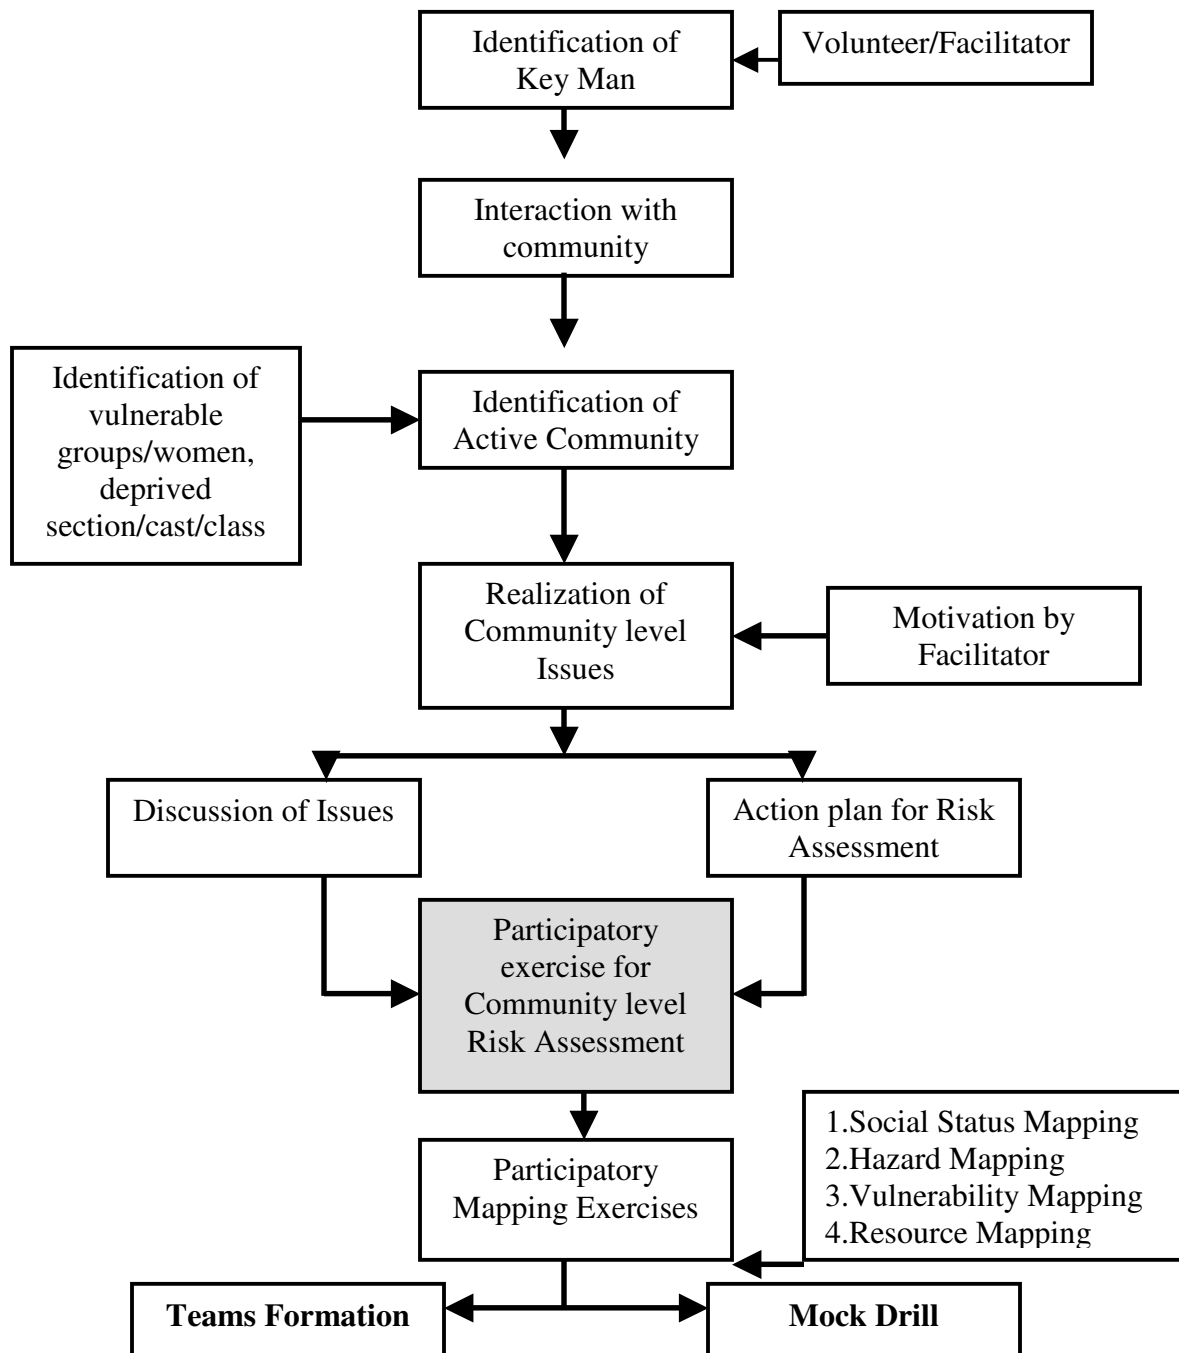 Identification of
Key Man
Volunteer/Facilitator
Interaction with
community
Identification of
vulnerable
groups/women,
deprived
section/cast/class
Identification of
Active Community
Realization of
Community level
Issues
Motivation by
Facilitator
Discussion of Issues
Action plan for Risk
Assessment
Participatory
exercise for
Community level
Risk Assessment
1.Social Status Mapping
2.Hazard Mapping
3.Vulnerability Mapping
4.Resource Mapping
Participatory
Mapping Exercises
Teams Formation
Mock Drill